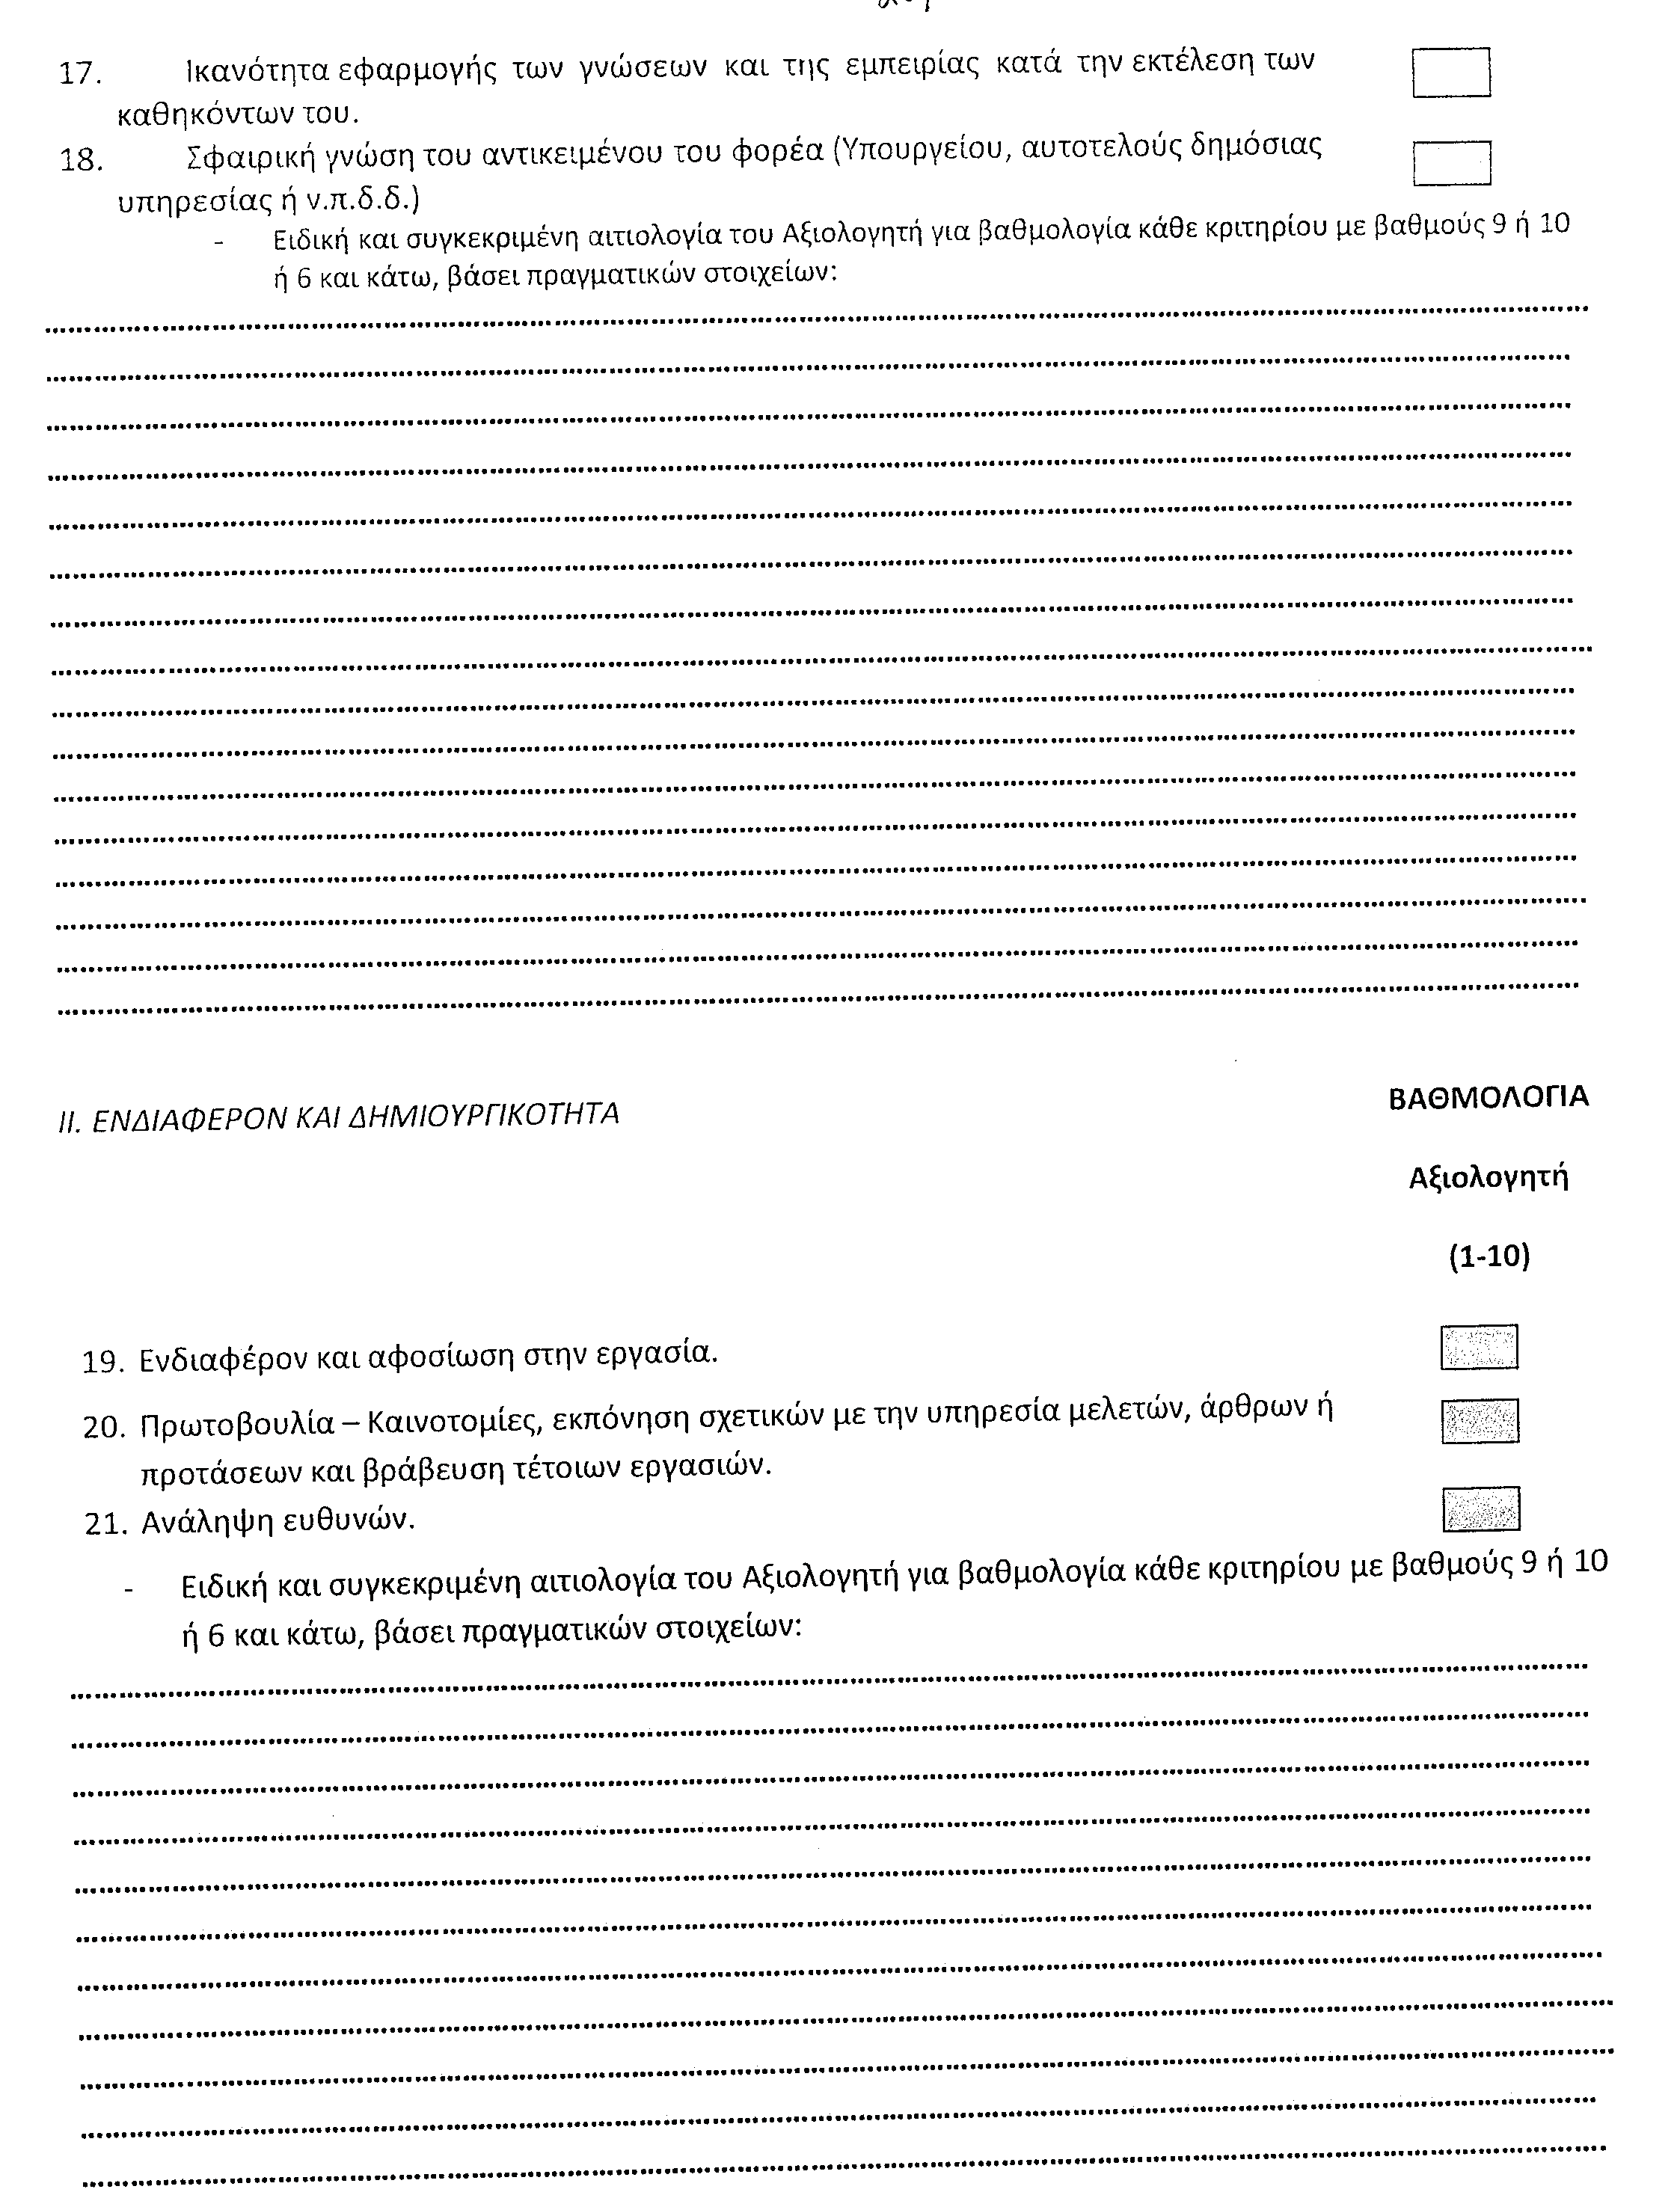 17. Ικανότητα εφαρμογής των γνώσεων και της εμπειρίας κατά την εκτέλεση των
καθηκόντων του.
18. Σφαιρική γνώση του αντικειμένου του φορέα (Υπουργείου, αυτοτελούς δημόσιας
υπηρεσίας ή ν.π.δ.δ.)
- Ειδική και συγκεκριμένη αιτιολογία του Αξιολογητή για βαθμολογία κάθε κριτηρίου με βαθμούς 9 ή 10
ή 6 και κάτω, βάσει πραγματικών στοιχείων:
II. ΕΝΔΙΑΦΕΡΟΝ ΚΑΙ ΔΗΜΙΟΥΡΓΙΚΟΤΗΤΑ
ΒΑΘΜΟΛΟΓΙΑ
Αξιολογητή
(1-10)
19. Ενδιαφέρον και αφοσίωση στην εργασία.
20. Πρωτοβουλία – Καινοτομίες, εκπόνηση σχετικών με την υπηρεσία μελετών, άρθρων ή
προτάσεων και βράβευση τέτοιων εργασιών.
21. Ανάληψη ευθυνών.
- Ειδική και συγκεκριμένη αιτιολογία του Αξιολογητή για βαθμολογία κάθε κριτηρίου με βαθμούς 9 ή 10
ή 6 και κάτω, βάσει πραγματικών στοιχείων: